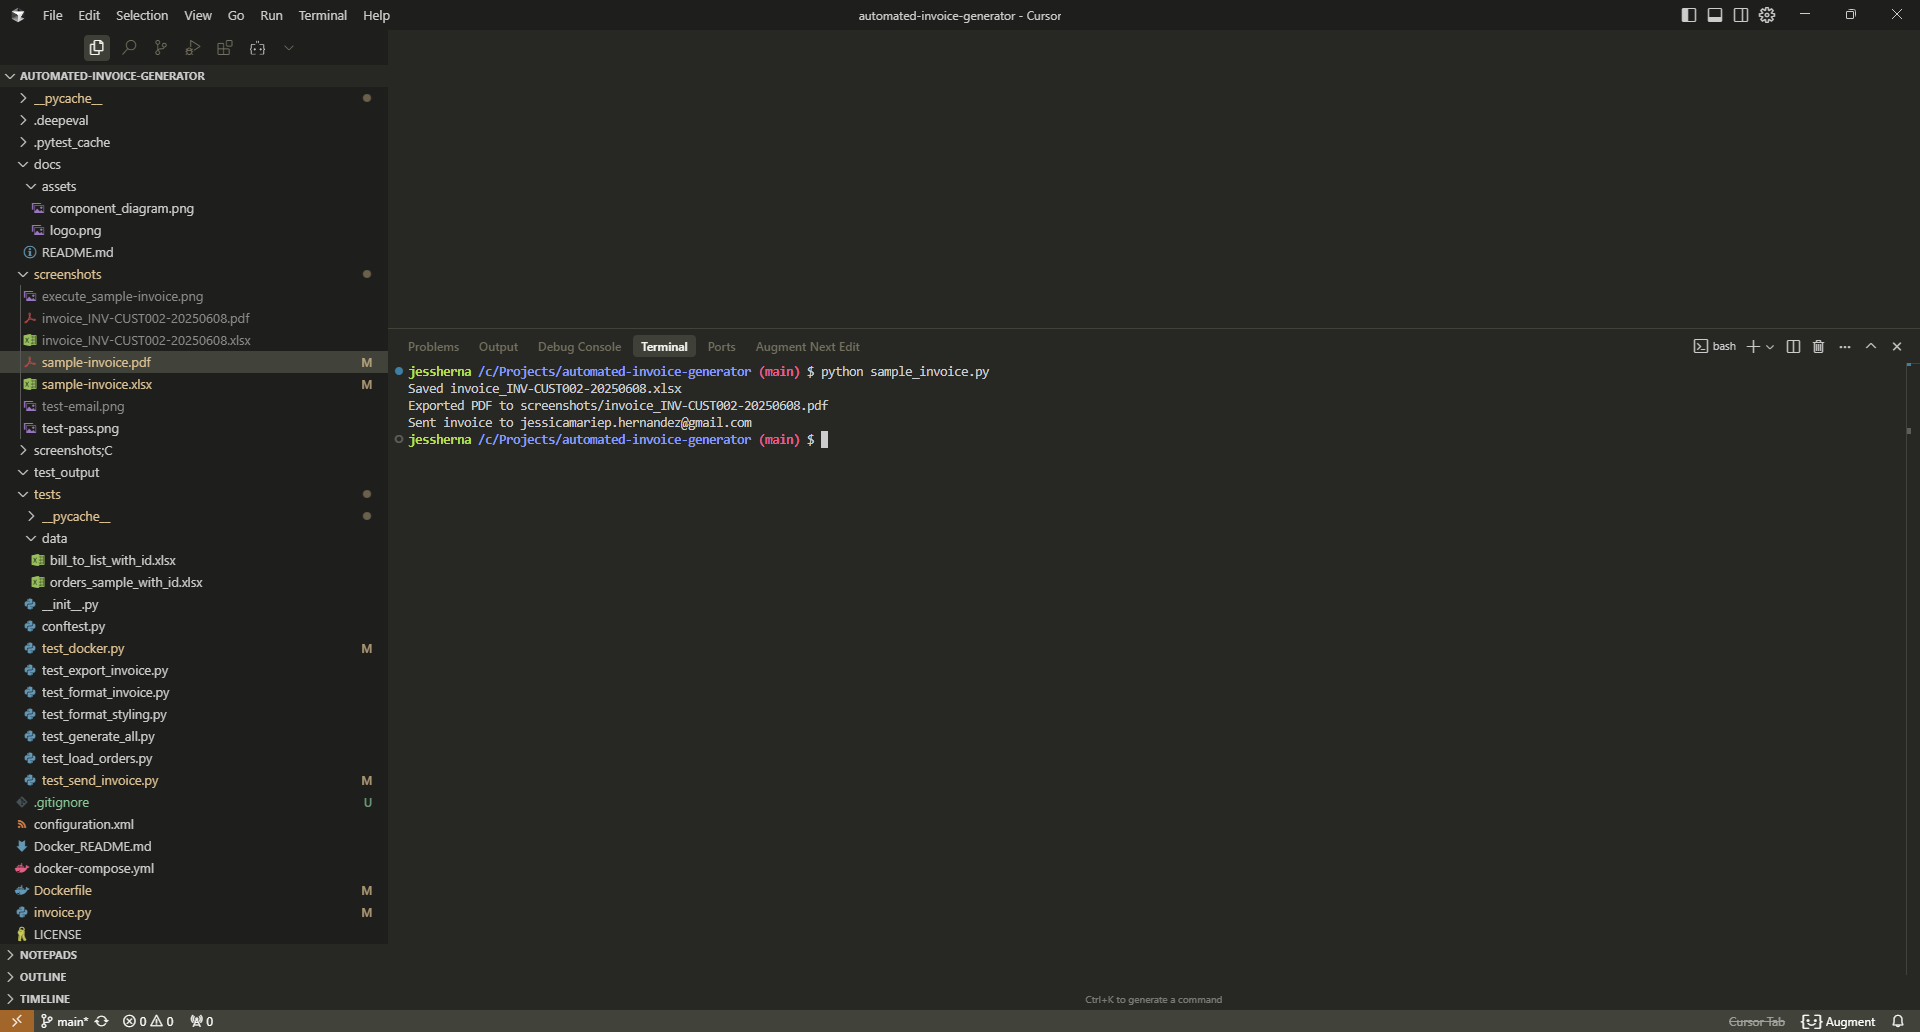 File Edit Selection View Go Run Terminal Help
automated-invoice-generator - Cursor
AUTOMATED-INVOICE-GENERATOR
__pycache__
.deepeval
.pytest_cache
docs
assets
component_diagram.png
logo.png
README.md
screenshots
execute_sample-invoice.png
invoice_INV-CUST002-20250608.pdf
invoice_INV-CUST002-20250608.xlsx
sample-invoice.pdf M
sample-invoice.xlsx M
test-email.png
test-pass.png
screenshots;C
test_output
tests
__pycache__
data
bill_to_list_with_id.xlsx
orders_sample_with_id.xlsx
__init__.py
conftest.py
test_docker.py M
test_export_invoice.py
test_format_invoice.py
test_format_styling.py
test_generate_all.py
test_load_orders.py
test_send_invoice.py M
.gitignore U
configuration.xml
Docker_README.md
docker-compose.yml
Dockerfile M
invoice.py M
LICENSE
NOTEPADS
OUTLINE
TIMELINE
Problems Output Debug Console Terminal Ports Augment Next Edit
bash
jessherna /c/Projects/automated-invoice-generator (main) $ python sample_invoice.py
Saved invoice_INV-CUST002-20250608.xlsx
Exported PDF to screenshots/invoice_INV-CUST002-20250608.pdf
Sent invoice to jessicamariep.hernandez@gmail.com
jessherna /c/Projects/automated-invoice-generator (main) $
Ctrl+K to generate a command
main* 0 0 0
Cursor Tab Augment